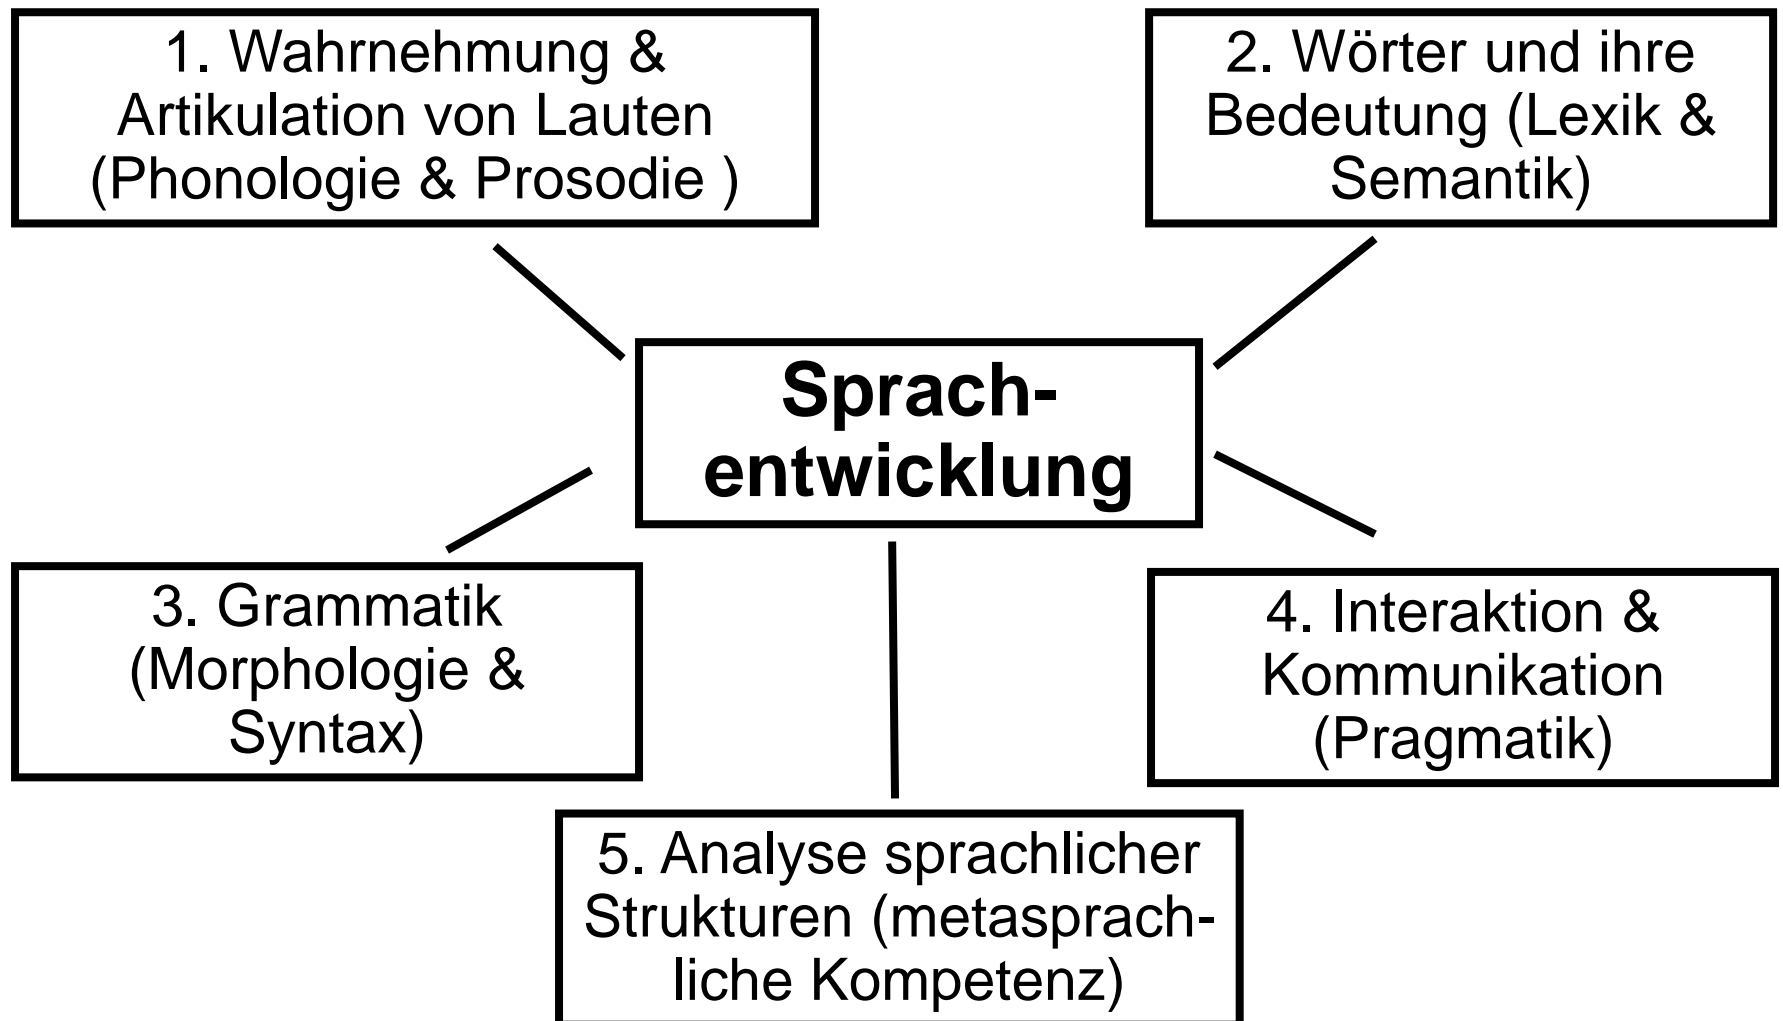 1. Wahrnehmung &
Artikulation von Lauten
(Phonologie & Prosodie )
2. Wörter und ihre
Bedeutung (Lexik &
Semantik)
Sprach-
entwicklung
3. Grammatik
(Morphologie &
Syntax)
4. Interaktion &
Kommunikation
(Pragmatik)
5. Analyse sprachlicher
Strukturen (metasprach-
liche Kompetenz)